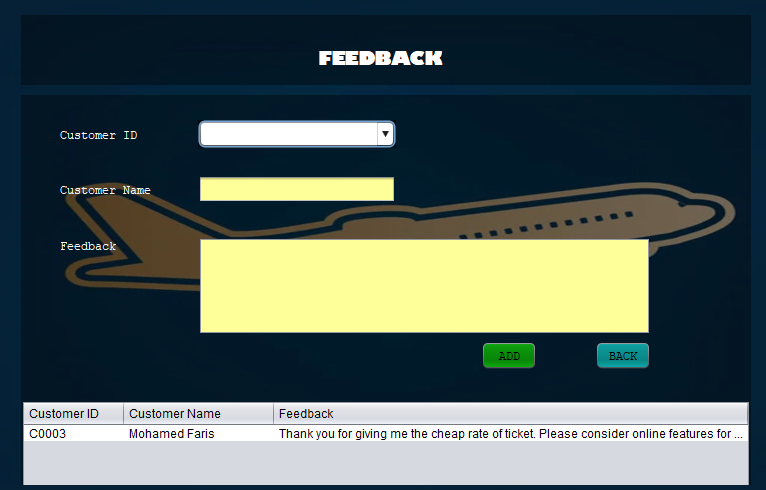 FEEDBACK
Customer ID
Customer Name
Feedback
ADD BACK
Customer ID Customer Name Feedback
C0003 Mohamed Faris Thank you for giving me the cheap rate of ticket. Please consider online features for ...